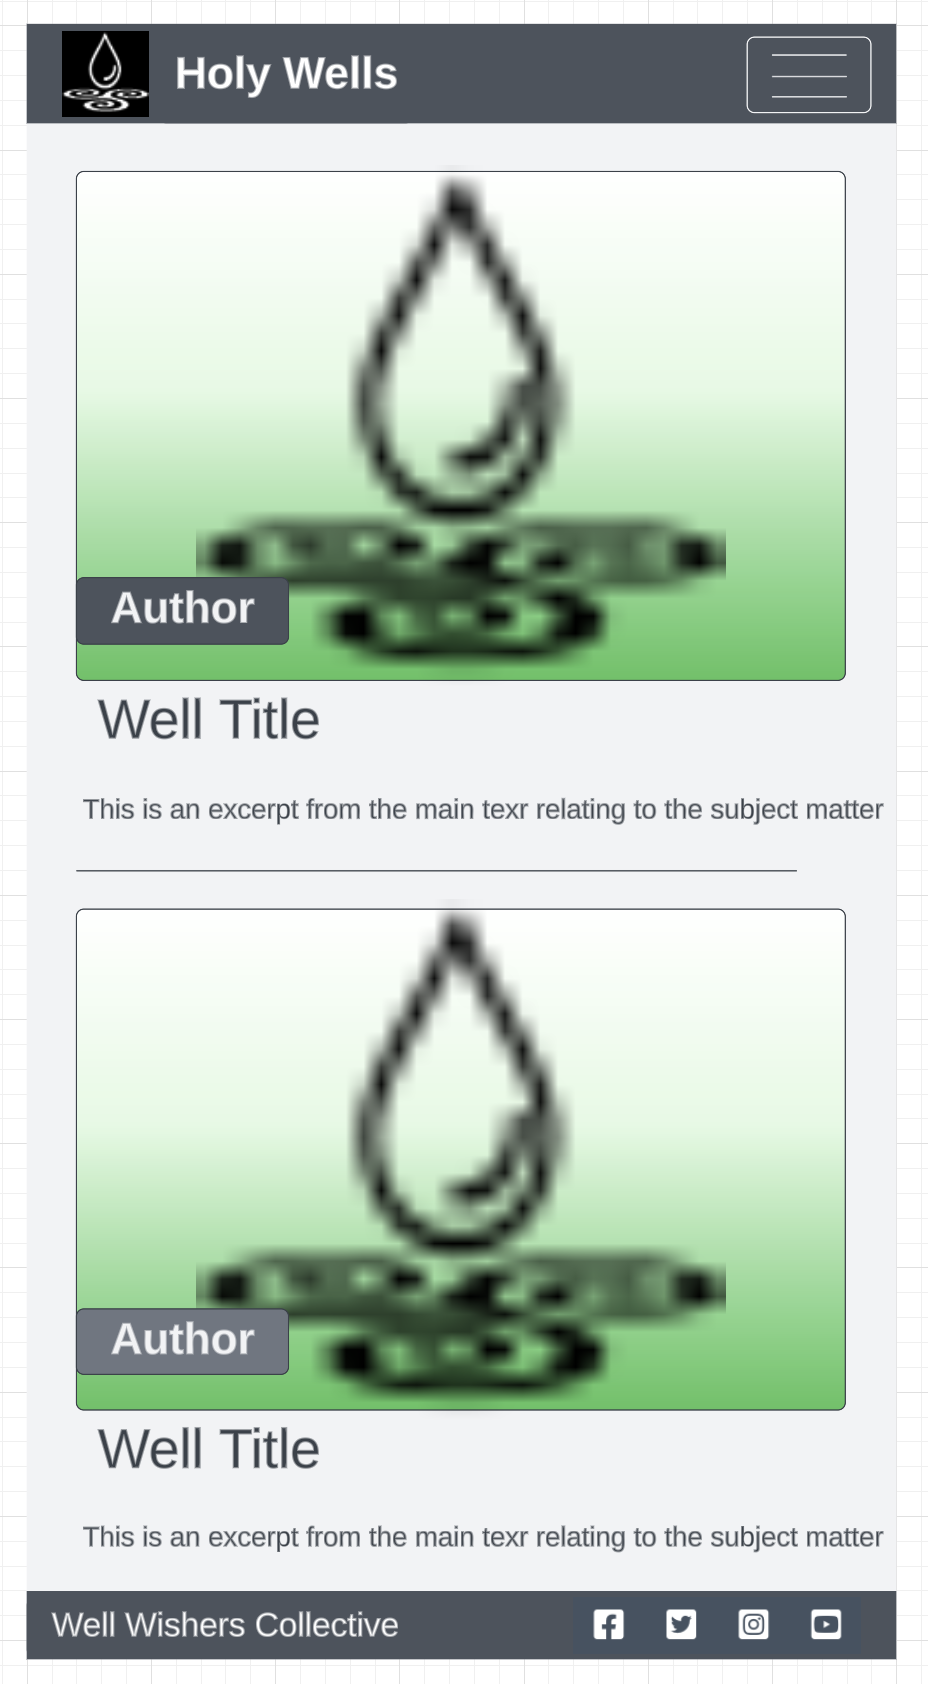 Holy Wells
Author
Well Title
This is an excerpt from the main texr relating to the subject matter
Author
Well Title
This is an excerpt from the main texr relating to the subject matter
Well Wishers Collective